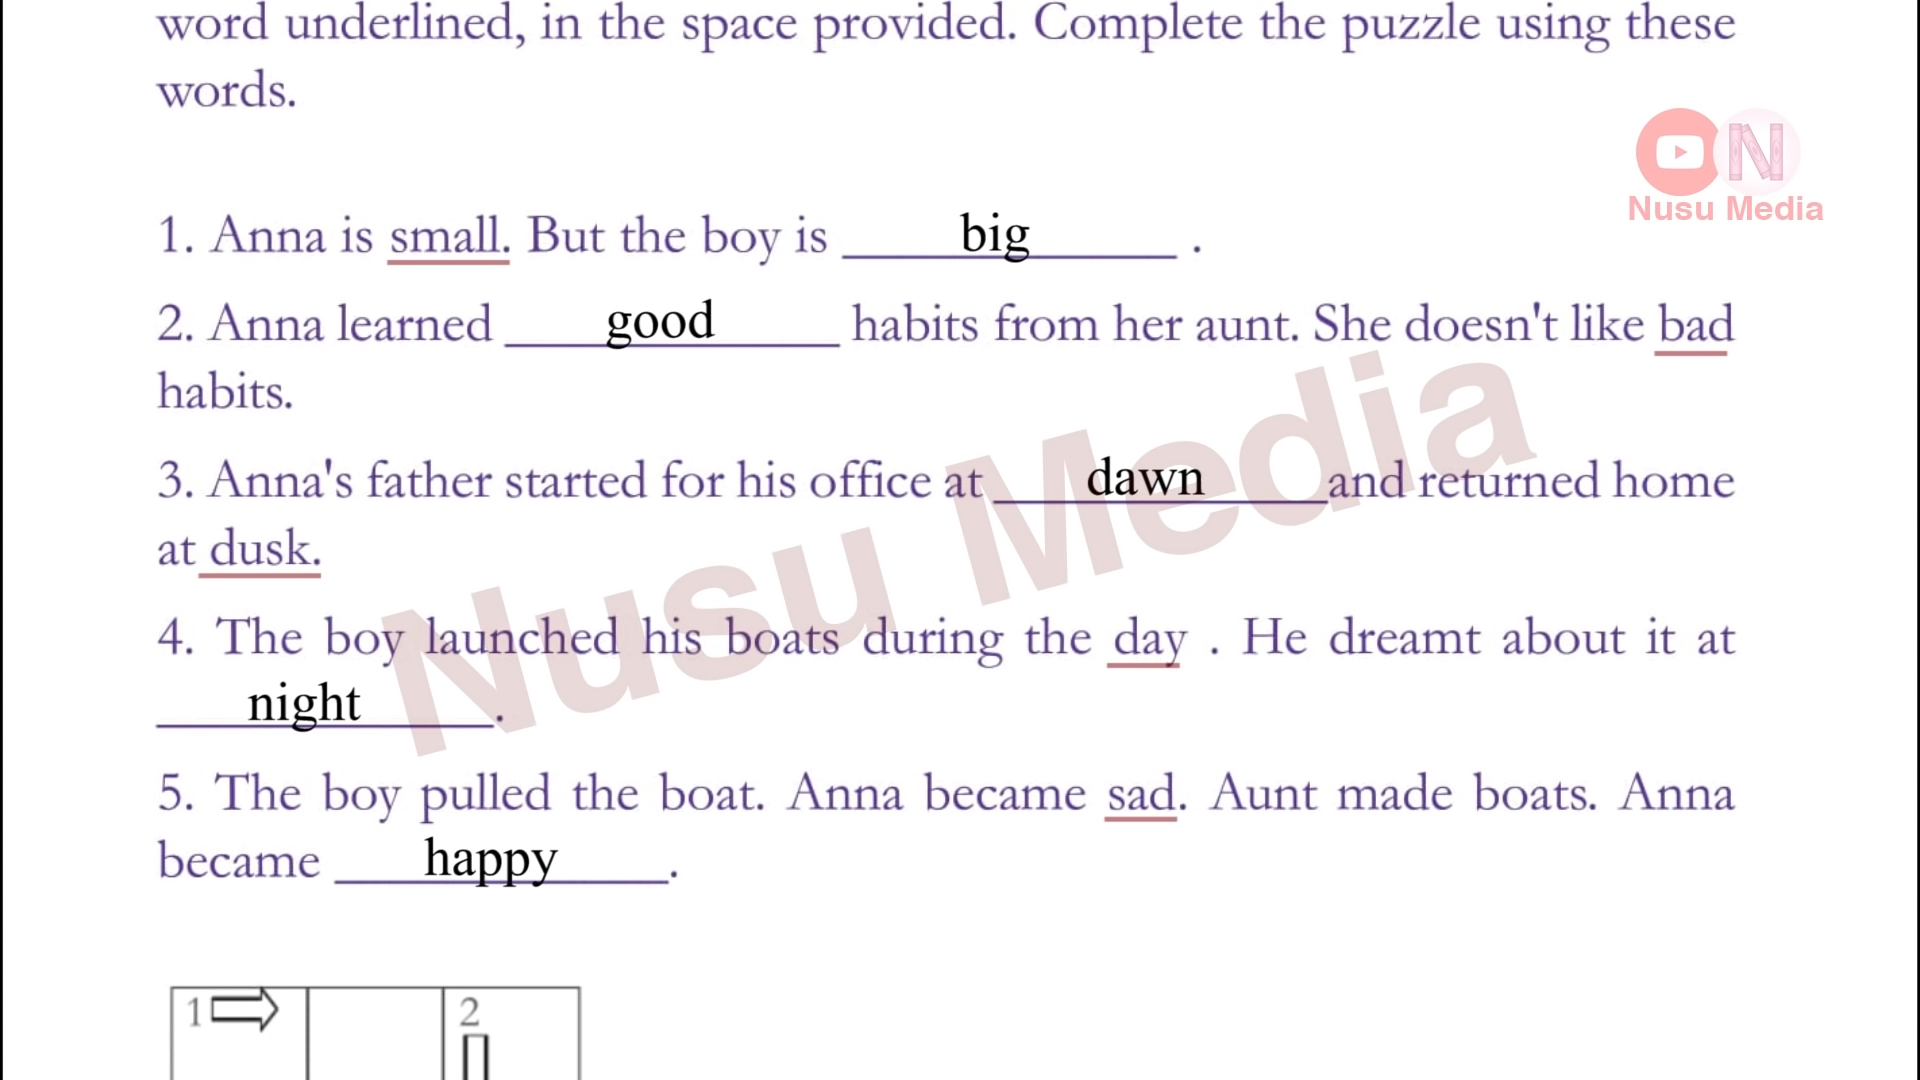 word underlined, in the space provided. Complete the puzzle using these
words.
Nusu Media
1. Anna is small. But the boy is big .
2. Anna learned good habits from her aunt. She doesn't like bad
habits.
3. Anna's father started for his office at dawn and returned home
at dusk.
Nusu Media
4. The boy launched his boats during the day . He dreamt about it at
night.
5. The boy pulled the boat. Anna became sad. Aunt made boats. Anna
became happy.
1 2